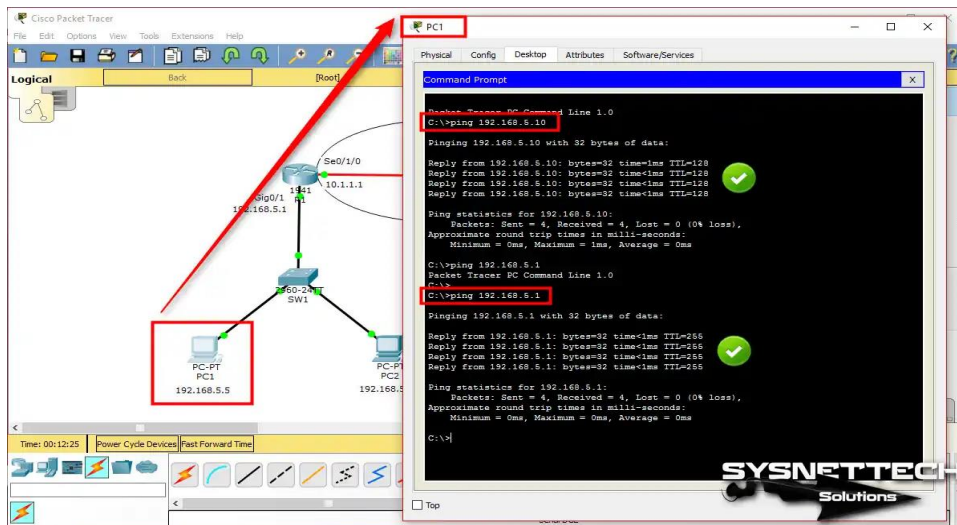 Cisco Packet Tracer
File Edit Options View Tools Extensions Help
Logical
Back
[Root]
Se0/1/0
10.1.1.1
1941
R1
Gig0/1
192.168.5.1
2960-24TT
SW1
PC-PT
PC1
192.168.5.5
PC-PT
PC2
192.168.5.
Time: 00:12:25
Power Cycle Devices
Fast Forward Time
PC1
Physical
Config
Desktop
Attributes
Software/Services
Command Prompt
X
Packet Tracer PC Command Line 1.0
C:\>ping 192.168.5.10
Pinging 192.168.5.10 with 32 bytes of data:
Reply from 192.168.5.10: bytes=32 time=1ms TTL=128
Reply from 192.168.5.10: bytes=32 time<1ms TTL=128
Reply from 192.168.5.10: bytes=32 time<1ms TTL=128
Reply from 192.168.5.10: bytes=32 time<1ms TTL=128
Ping statistics for 192.168.5.10:
Packets: Sent = 4, Received = 4, Lost = 0 (0% loss),
Approximate round trip times in milli-seconds:
Minimum = 0ms, Maximum = 1ms, Average = 0ms
C:\>ping 192.168.5.1
Packet Tracer PC Command Line 1.0
C:\>
C:\>ping 192.168.5.1
Pinging 192.168.5.1 with 32 bytes of data:
Reply from 192.168.5.1: bytes=32 time<1ms TTL=255
Reply from 192.168.5.1: bytes=32 time<1ms TTL=255
Reply from 192.168.5.1: bytes=32 time<1ms TTL=255
Reply from 192.168.5.1: bytes=32 time<1ms TTL=255
Ping statistics for 192.168.5.1:
Packets: Sent = 4, Received = 4, Lost = 0 (0% loss),
Approximate round trip times in milli-seconds:
Minimum = 0ms, Maximum = 0ms, Average = 0ms
C:\>
Top
SYSNETTECH
Solutions